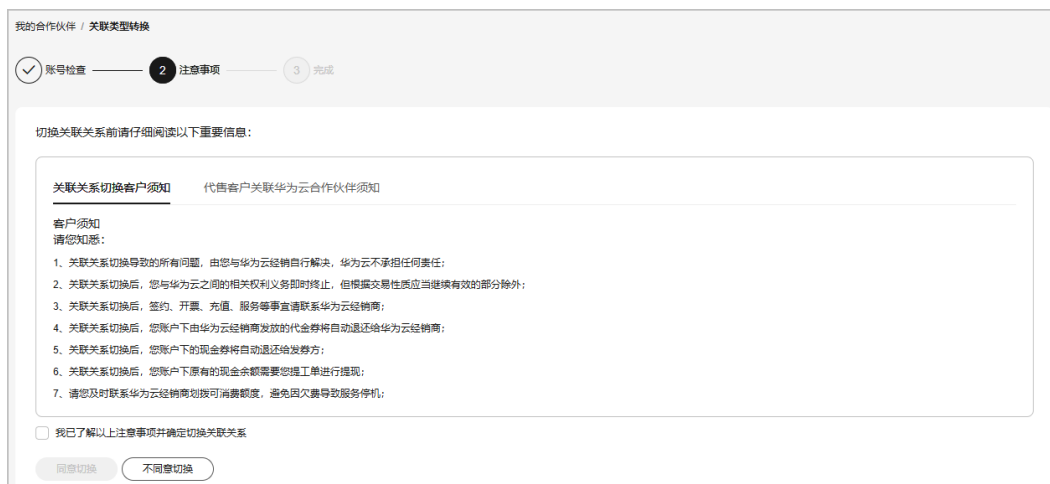 我的合作伙伴 / 关联类型转换
账号检查 2 注意事项 3 完成
切换关联关系前请仔细阅读以下重要信息：
关联关系切换客户须知 代售客户关联华为云合作伙伴须知
客户须知
请您知悉：
1、关联关系切换导致的所有问题，由您与华为云经销自行解决，华为云不承担任何责任；
2、关联关系切换后，您与华为云之间的相关权利义务即时终止，但根据交易性质应当继续有效的部分除外；
3、关联关系切换后，签约、开票、充值、服务等事宜请联系华为云经销商；
4、关联关系切换后，您账户下由华为云经销商发放的代金券将自动退还给华为云经销商；
5、关联关系切换后，您账户下的现金券将自动退还给发券方；
6、关联关系切换后，您账户下原有的现金余额需要您提工单进行提现；
7、请您及时联系华为云经销商划拨可消费额度，避免因欠费导致服务停机；
我已了解以上注意事项并确定切换关联关系
同意切换 不同意切换